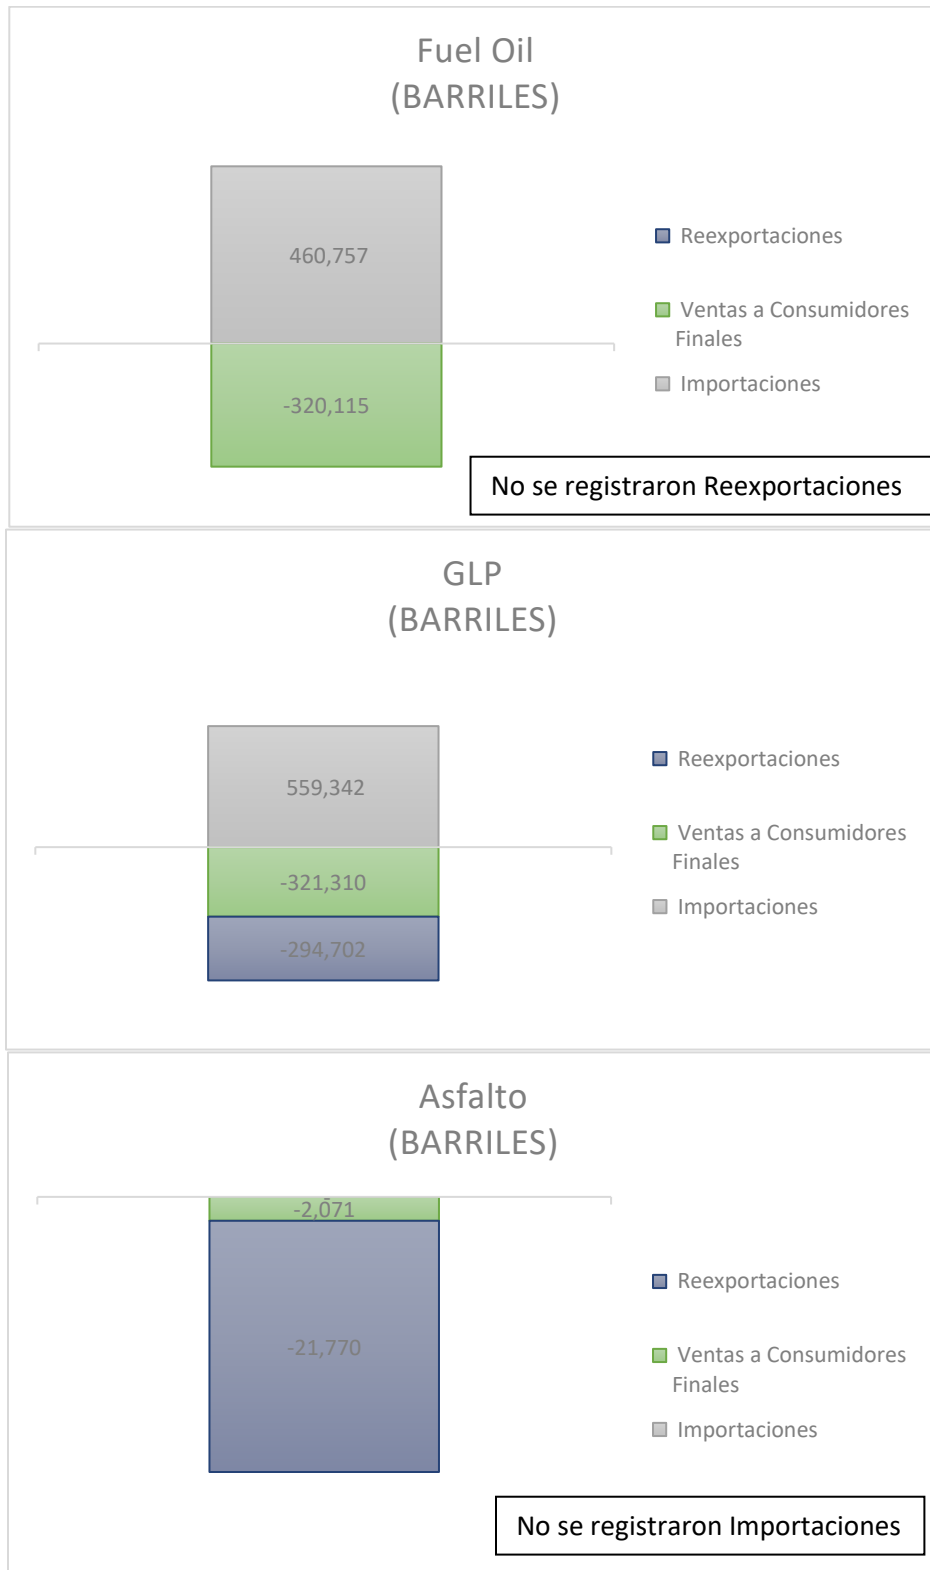 Fuel Oil
(BARRILES)
460,757
-320,115
Reexportaciones
Ventas a Consumidores
Finales
Importaciones
No se registraron Reexportaciones
GLP
(BARRILES)
559,342
-321,310
-294,702
Reexportaciones
Ventas a Consumidores
Finales
Importaciones
Asfalto
(BARRILES)
-
-2,071
-21,770
Reexportaciones
Ventas a Consumidores
Finales
Importaciones
No se registraron Importaciones